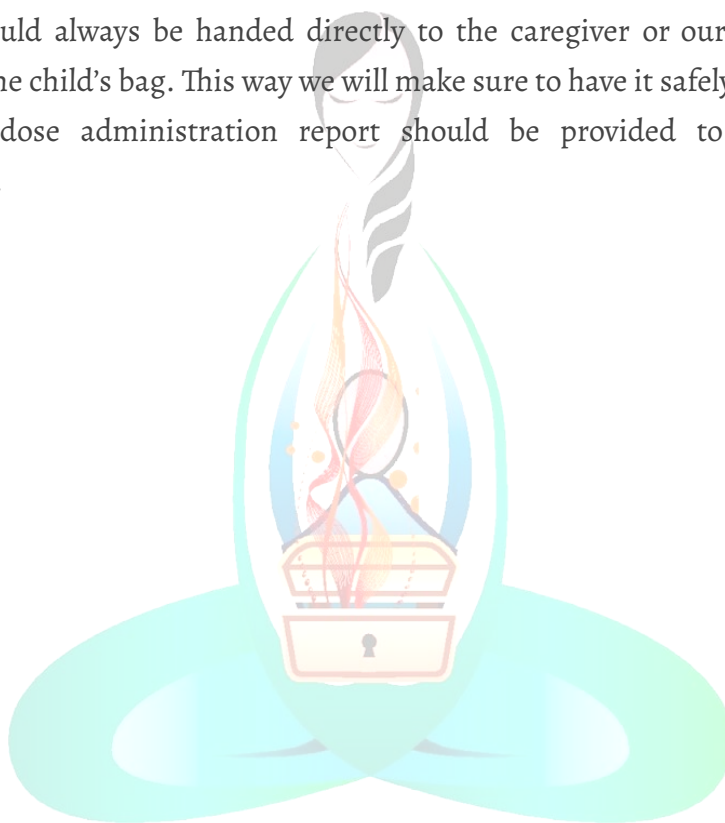 uld always be handed directly to the caregiver or our
ne child’s bag. This way we will make sure to have it safely
dose administration report should be provided to